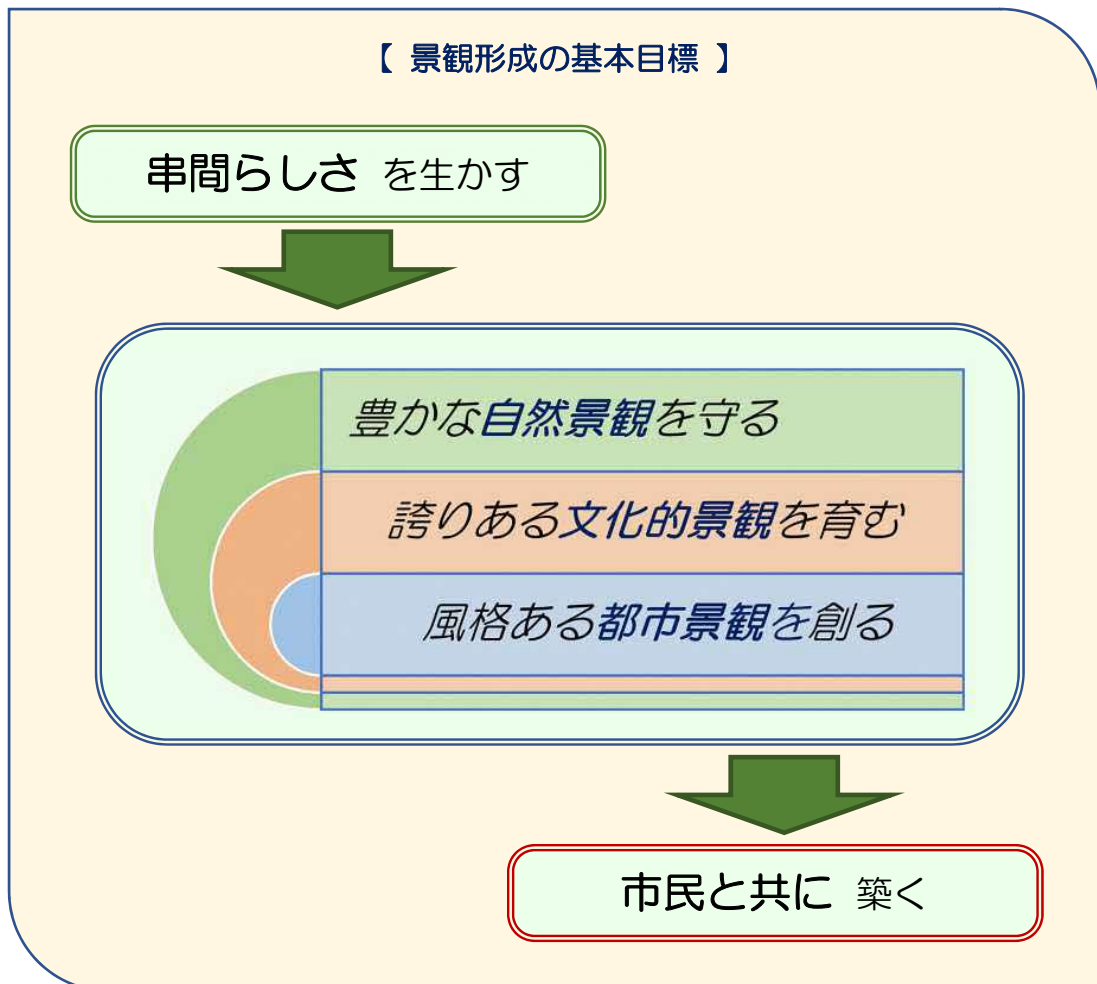 【 景観形成の基本目標 】
串間らしさ を生かす
豊かな自然景観を守る
誇りある文化的景観を育む
風格ある都市景観を創る
市民と共に 築く